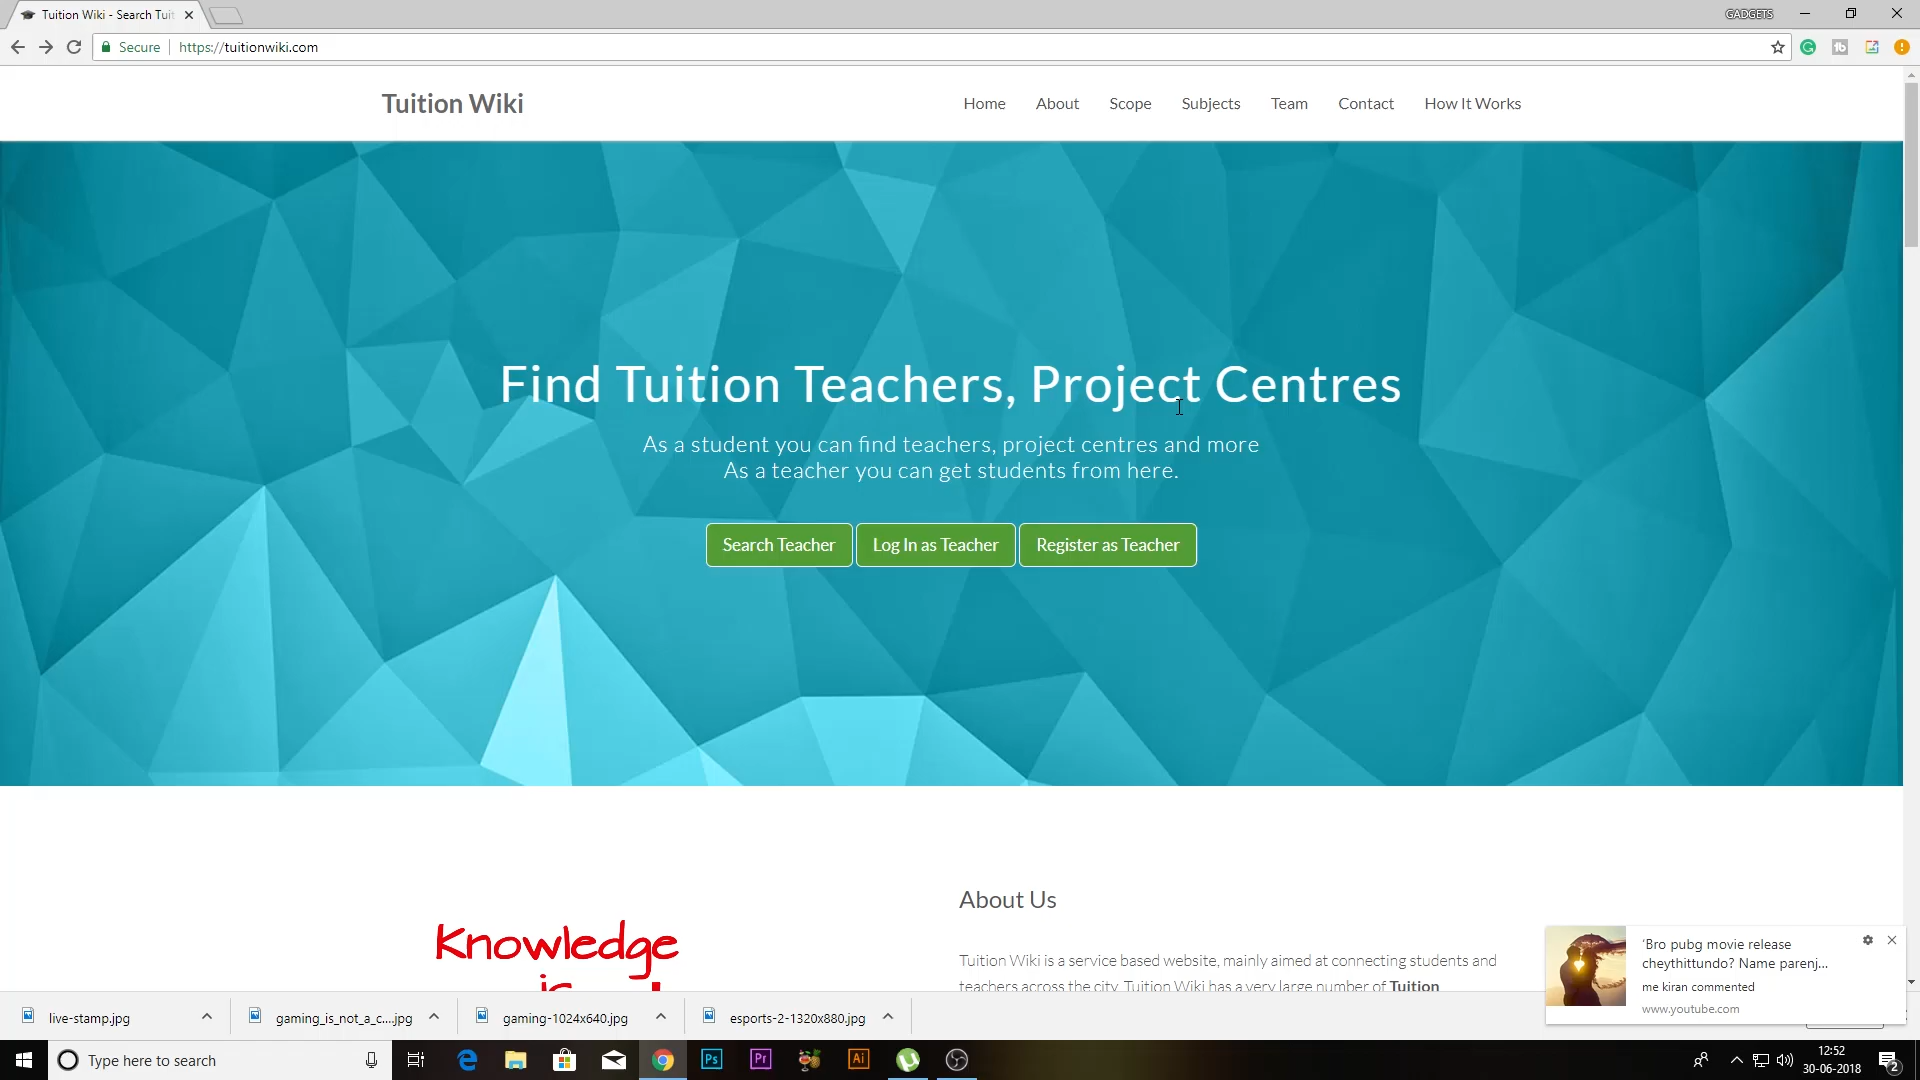 Tuition Wiki - Search Tuit
GADGETS
Secure
https://tuitionwiki.com
Tuition Wiki
Home
About
Scope
Subjects
Team
Contact
How It Works
Find Tuition Teachers, Project Centres
As a student you can find teachers, project centres and more
As a teacher you can get students from here.
Search Teacher
Log In as Teacher
Register as Teacher
About Us
Knowledge
is
Tuition Wiki is a service based website, mainly aimed at connecting students and
teachers across the city. Tuition Wiki has a very large number of Tuition
'Bro pubg movie release
cheythittundo? Name parenj...
me kiran commented
www.youtube.com
live-stamp.jpg
gaming_is_not_a_c....jpg
gaming-1024x640.jpg
esports-2-1320x880.jpg
Type here to search
Ps
Pr
Ai
12:52
30-06-2018
2